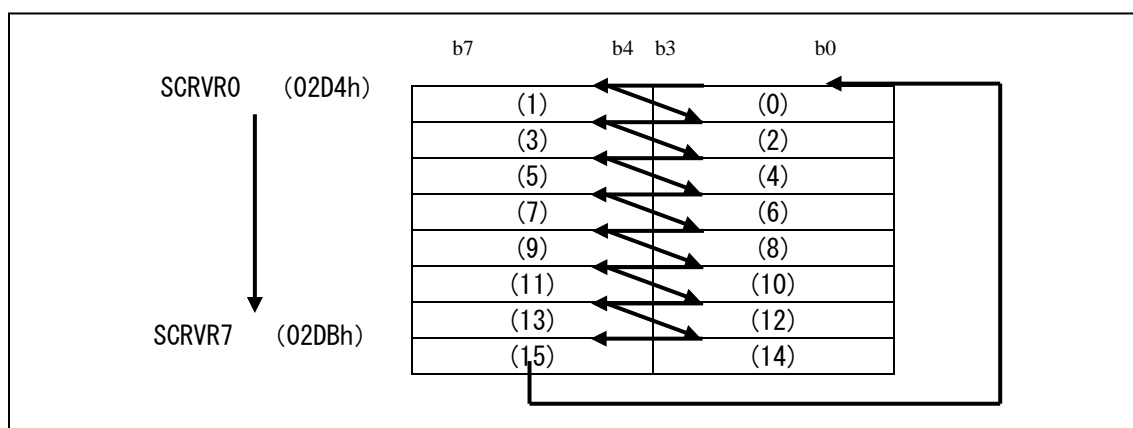 b7 b4 b3 b0
SCRVR0 (02D4h)
(1) (0)
(3) (2)
(5) (4)
(7) (6)
(9) (8)
(11) (10)
(13) (12)
SCRVR7 (02DBh)
(15) (14)